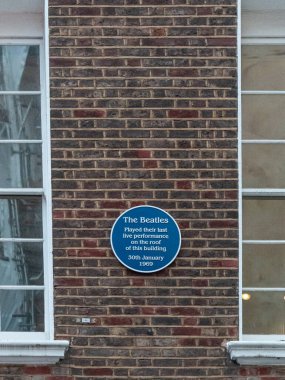 The Beatles
Played their last
live performance
on the roof
of this building
30th January
1969